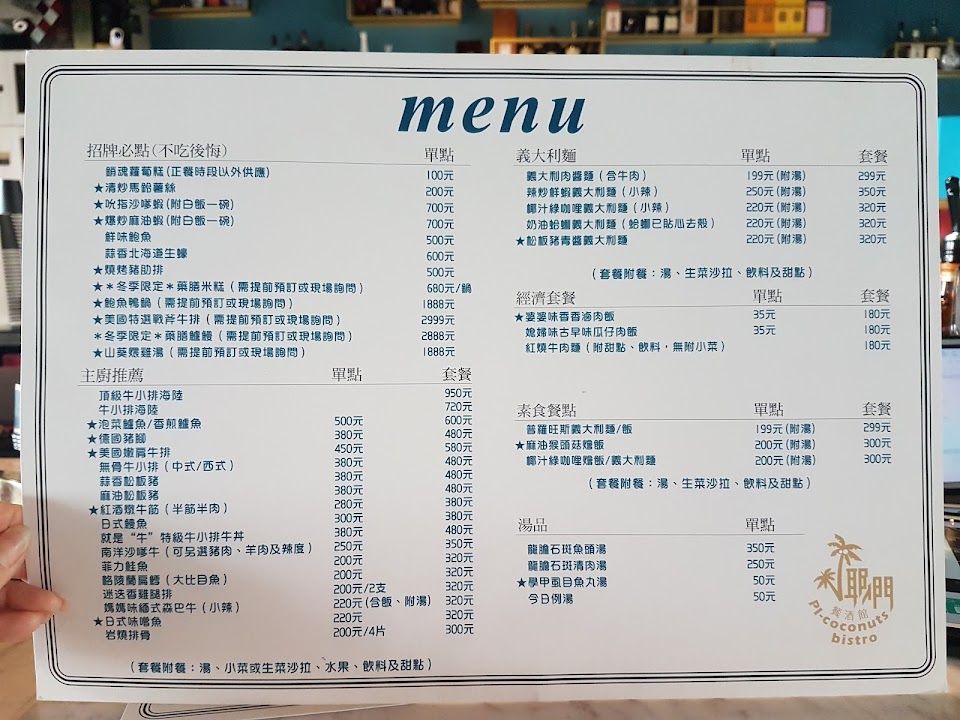 menu
招牌必點(不吃後悔) 單點
銷魂蘿蔔糕(正餐時段以外供應) 100元
★清炒馬鈴薯絲 200元
★吮指沙嗲蝦(附白飯一碗) 700元
★爆炒麻油蝦(附白飯一碗) 700元
鮮味鮑魚 500元
蒜香北海道生蠔 600元
★燒烤豬肋排 500元
★＊冬季限定＊藥膳米糕(需提前預訂或現場詢問) 680元/鍋
★鮑魚鴨鍋(需提前預訂或現場詢問) 1888元
★美國特選戰斧牛排(需提前預訂或現場詢問) 2999元
＊冬季限定＊藥膳鱸鰻(需提前預訂或現場詢問) 2888元
★山葵煨雞湯(需提前預訂或現場詢問) 1888元
主廚推薦 單點 套餐
頂級牛小排海陸 950元
牛小排海陸 720元
★泡菜鱸魚/香煎鱸魚 500元 600元
★德國豬腳 380元 480元
★美國嫩肩牛排 450元 580元
無骨牛小排(中式/西式) 380元 480元
蒜香松板豬 380元 480元
麻油松板豬 380元 480元
★紅酒燉牛筋(半筋半肉) 280元 380元
日式鰻魚 300元 380元
就是“牛”特級牛小排牛丼 380元 480元
南洋沙嗲牛(可另選豬肉、羊肉及辣度) 250元 350元
菲力鮭魚 200元 320元
陵蘭扁鱈(大比目魚) 200元 300元
迷迭香雞腿排 200元/2支 320元
媽媽味緬式森巴牛(小辣) 220元(含飯、附湯) 320元
★日式味噌魚 220元 320元
岩燒排骨 200元/4片 300元
(套餐附餐：湯、小菜或生菜沙拉、水果、飲料及甜點)
義大利麵 單點 套餐
義大利肉醬麵(含牛肉) 199元(附湯) 299元
辣炒鮮蝦義大利麵(小辣) 250元(附湯) 350元
椰汁綠咖哩義大利麵(小辣) 220元(附湯) 320元
奶油蛤蠣義大利麵(蛤蠣已貼心去殼) 220元(附湯) 320元
★松板豬青醬義大利麵 220元(附湯) 320元
(套餐附餐：湯、生菜沙拉、飲料及甜點)
經濟套餐 單點 套餐
★婆婆味香香滷肉飯 35元 180元
媳婦味古早味瓜仔肉飯 35元 180元
紅燒牛肉麵(附甜點、飲料，無附小菜) 180元
素食餐點 單點 套餐
普羅旺斯義大利麵/飯 199元(附湯) 299元
★麻油猴頭菇燴飯 200元(附湯) 300元
椰汁綠咖哩燴飯/義大利麵 200元(附湯) 300元
(套餐附餐：湯、生菜沙拉、飲料及甜點)
湯品 單點
龍膽石斑魚頭湯 350元
龍膽石斑清肉湯 250元
★學甲虱目魚丸湯 50元
今日例湯 50元
餐酒館
PI-coconuts
bistro